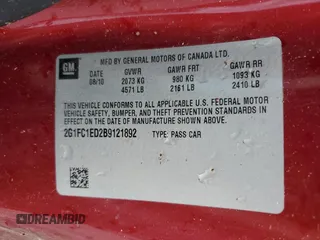 GM
MFD BY GENERAL MOTORS OF CANADA LTD.
DATE GVWR GAWR FRT GAWR RR
08/10 2073 KG 980 KG 1093 KG
4571 LB 2161 LB 2410 LB
THIS VEHICLE CONFORMS TO ALL APPLICABLE U.S. FEDERAL MOTOR
VEHICLE SAFETY, BUMPER, AND THEFT PREVENTION STANDARDS IN
EFFECT ON THE DATE OF MANUFACTURE SHOWN ABOVE.
2G1FC1ED2B9121892 TYPE: PASS CAR
DREAMBID